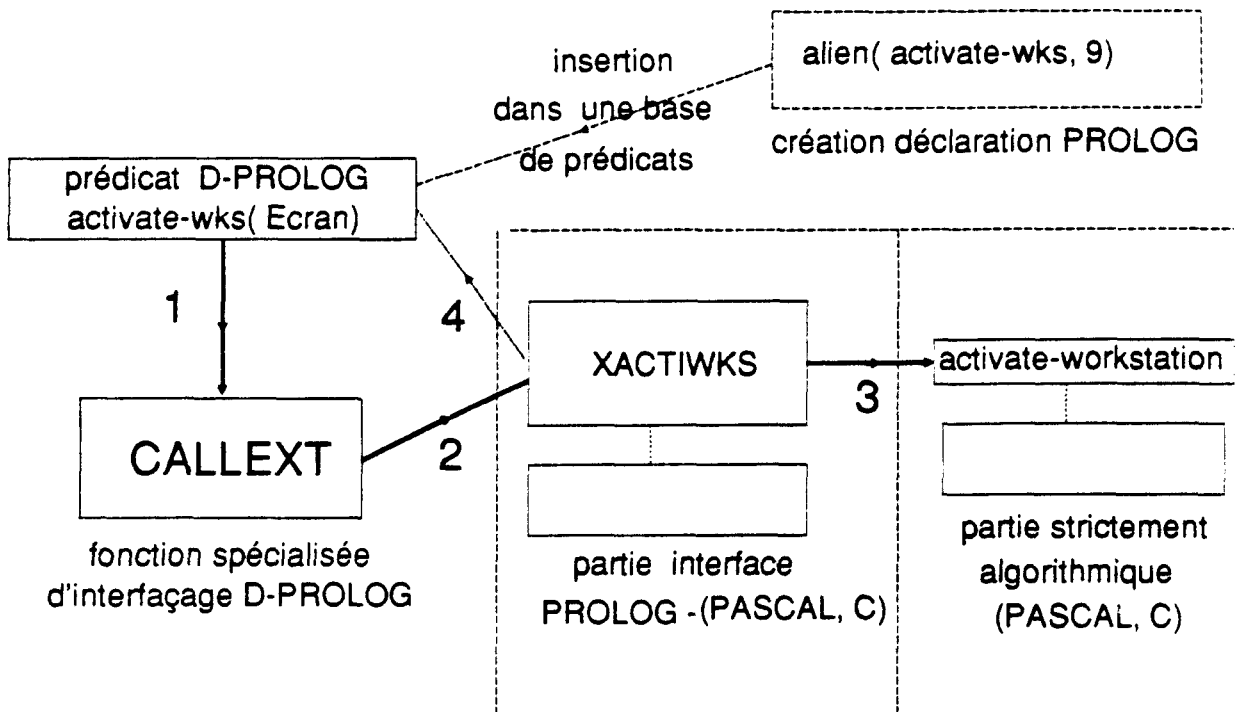 insertion
dans une base
de prédicats
alien( activate-wks, 9)
création déclaration PROLOG
prédicat D-PROLOG
activate-wks( Ecran)
1
4
XACTIWKS
activate-workstation
3
CALLEXT
2
fonction spécialisée
d'interfaçage D-PROLOG
partie interface
PROLOG -(PASCAL, C)
partie strictement
algorithmique
(PASCAL, C)